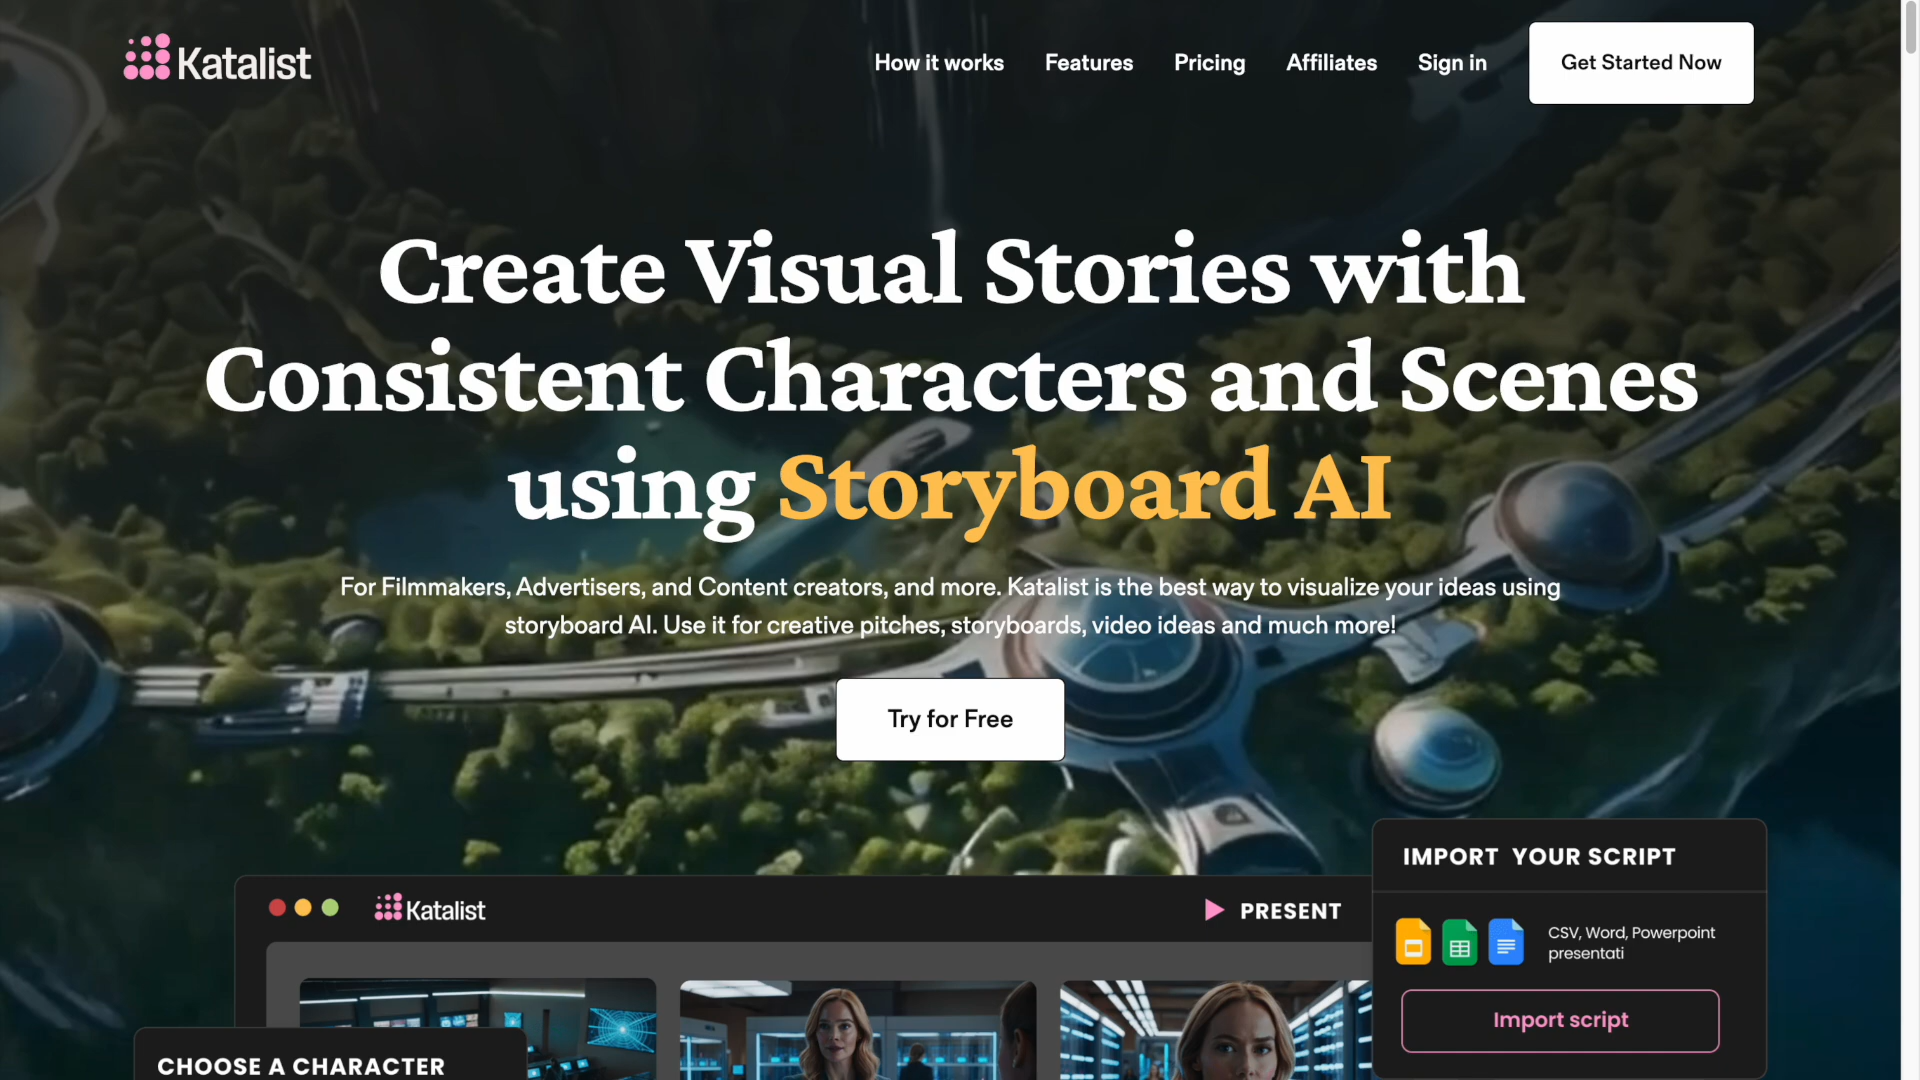 Katalist
How it works
Features
Pricing
Affiliates
Sign in
Get Started Now
Create Visual Stories with
Consistent Characters and Scenes
using Storyboard AI
For Filmmakers, Advertisers, and Content creators, and more. Katalist is the best way to visualize your ideas using
storyboard AI. Use it for creative pitches, storyboards, video ideas and much more!
Try for Free
Katalist
PRESENT
IMPORT YOUR SCRIPT
CSV, Word, Powerpoint
presentati
Import script
CHOOSE A CHARACTER